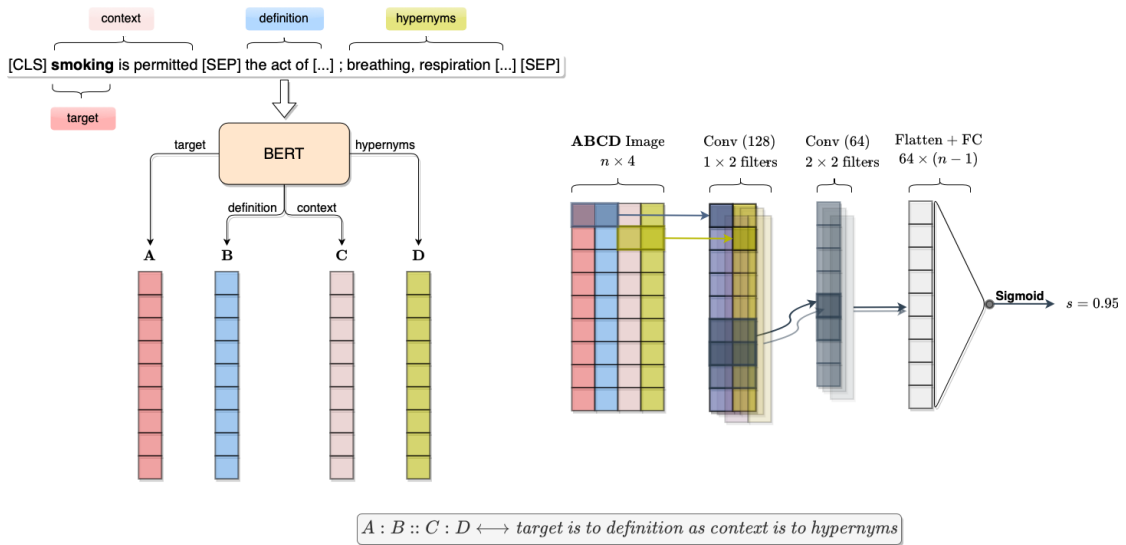 context
definition
hypernyms
[CLS] smoking is permitted [SEP] the act of [...] ; breathing, respiration [...] [SEP]
target
BERT
target
hypernyms
definition
context
A
B
C
D
ABCD Image
n × 4
Conv (128)
1 × 2 filters
Conv (64)
2 × 2 filters
Flatten + FC
64 × (n − 1)
Sigmoid
s = 0.95
A : B :: C : D ⟷ target is to definition as context is to hypernyms